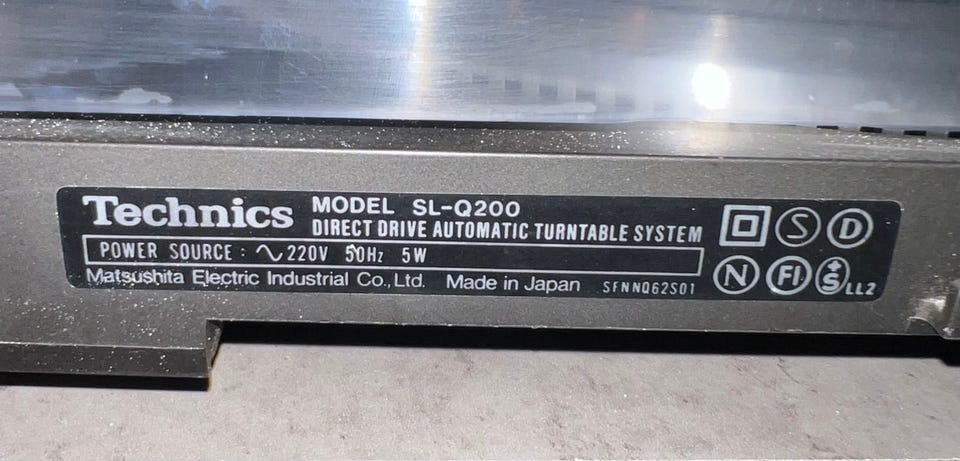 Technics
MODEL SL-Q200
DIRECT DRIVE AUTOMATIC TURNTABLE SYSTEM
POWER SOURCE : ∿ 220V 50Hz 5W
Matsushita Electric Industrial Co., Ltd. Made in Japan SFNNQ62S01
S D
N FI S LL2